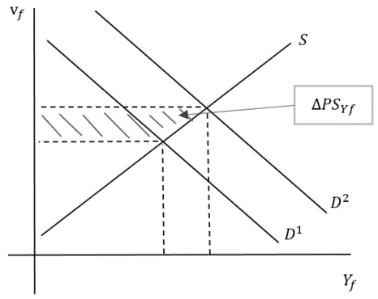 v_f
S
ΔPS_Yf
D²
D¹
Y_f